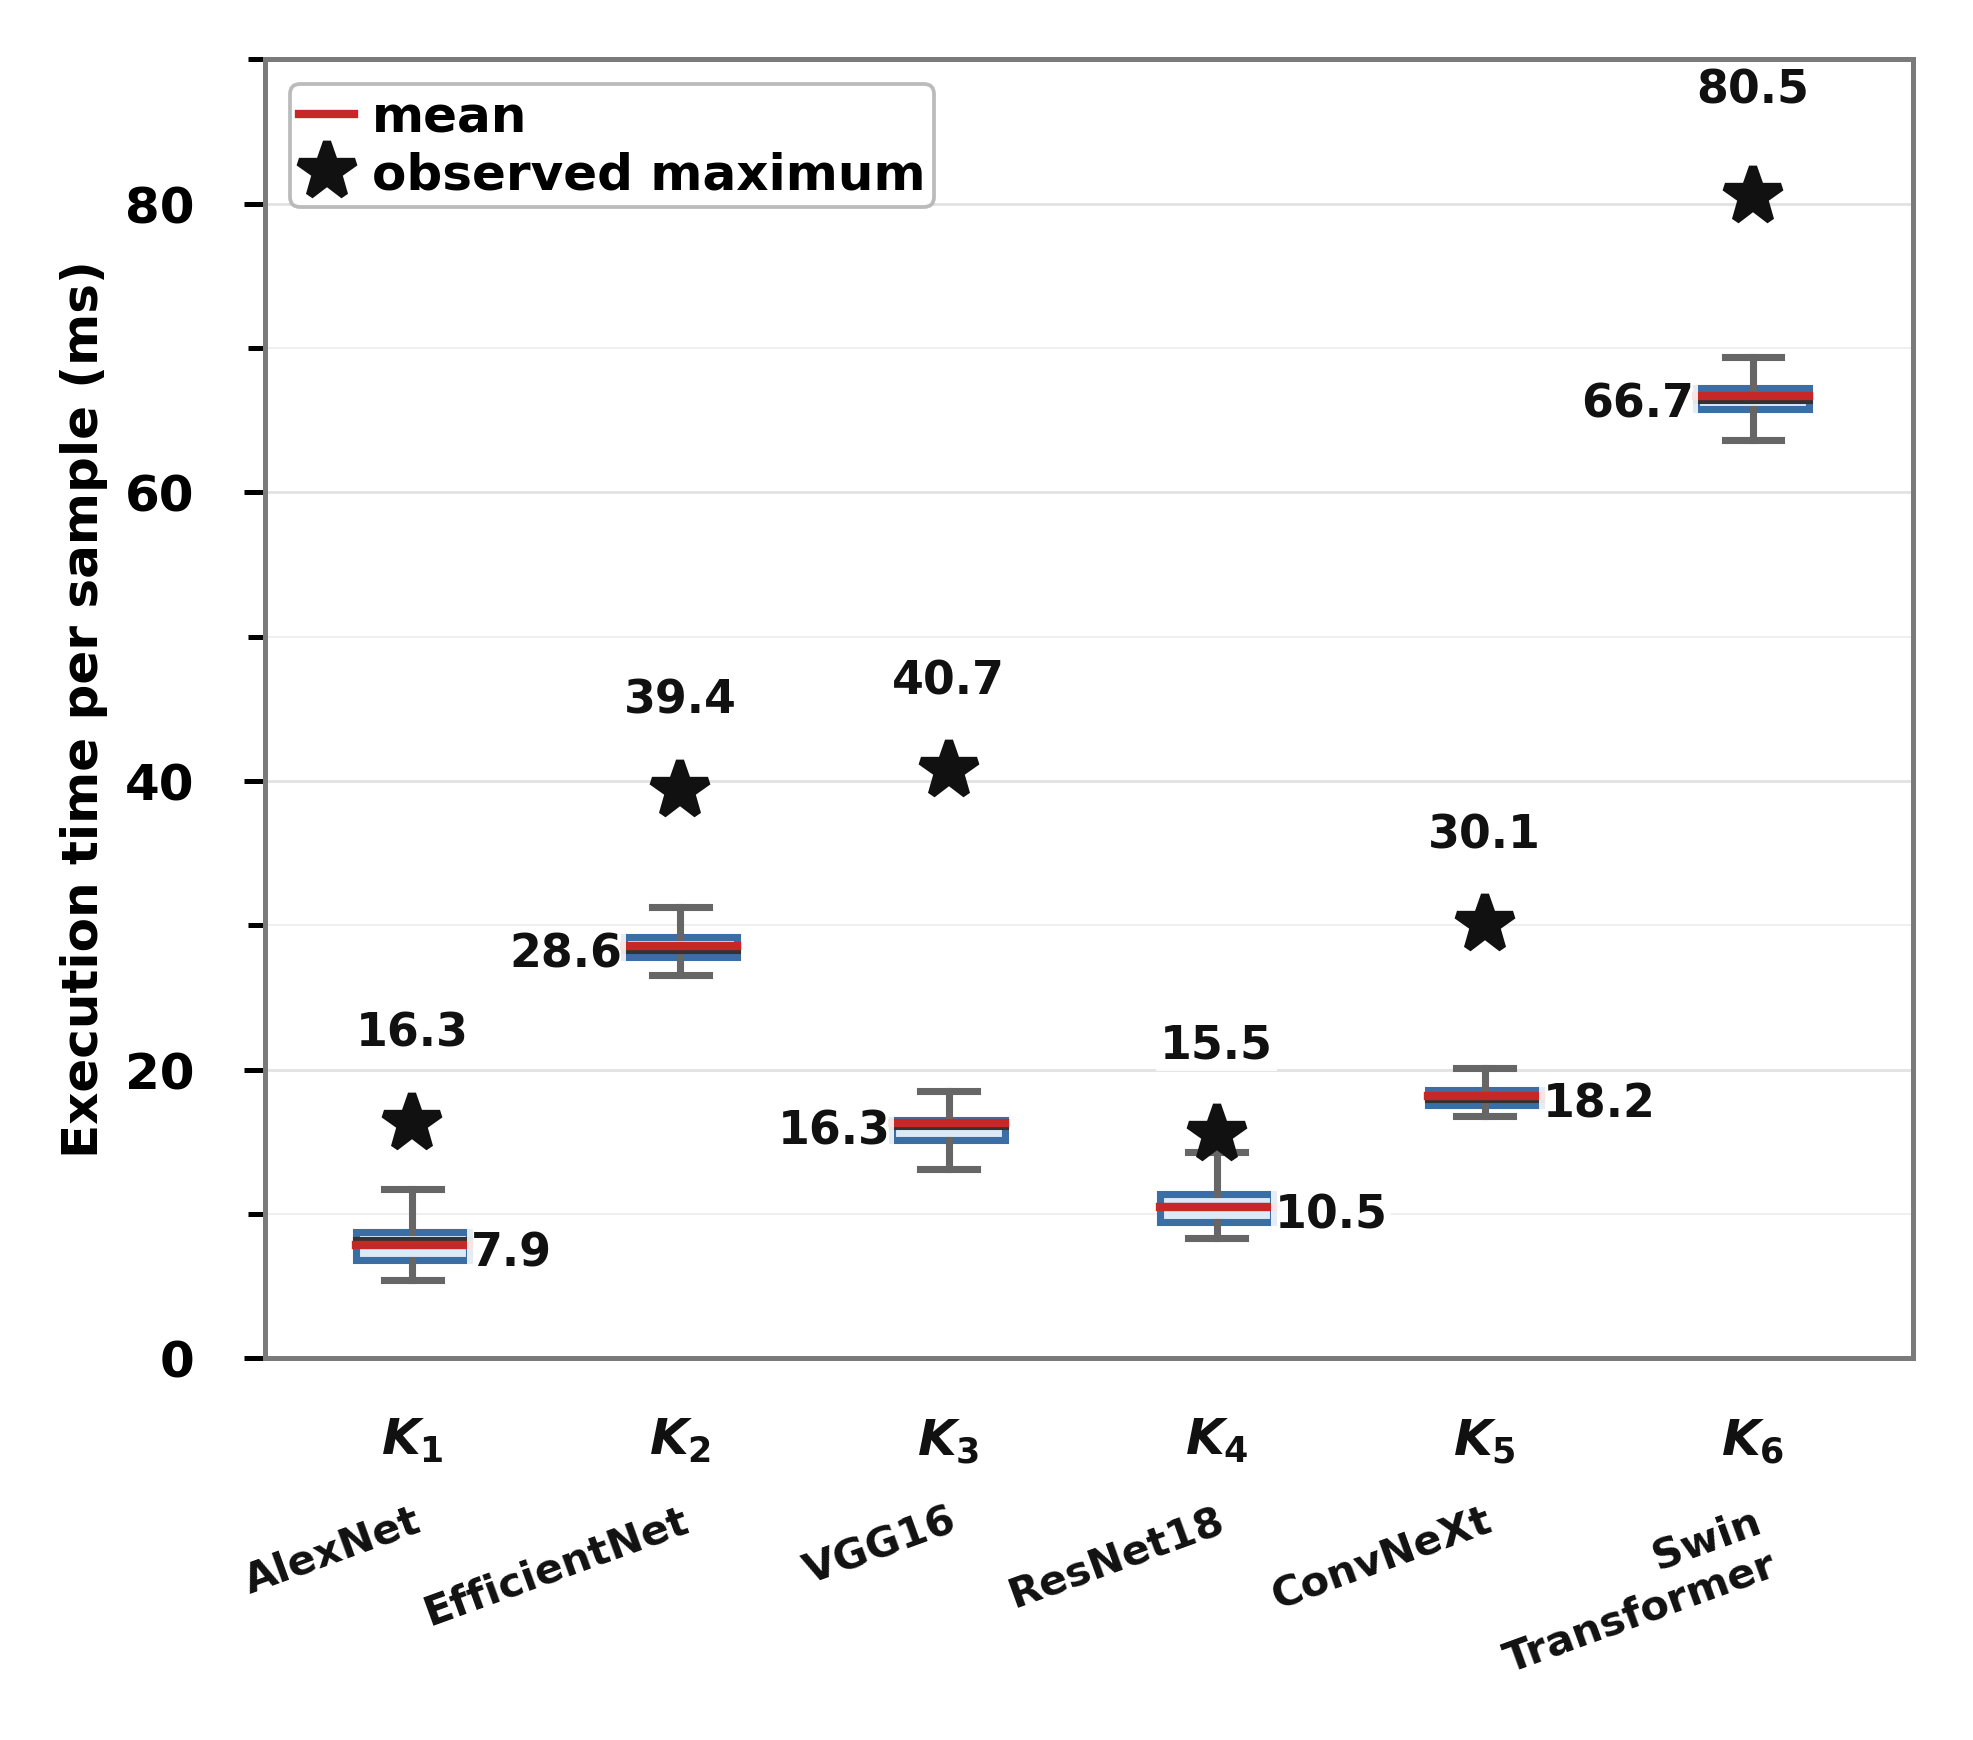 mean
observed maximum
Execution time per sample (ms)
80
60
40
20
0
80.5
66.7
40.7
39.4
30.1
28.6
16.3
15.5
16.3
18.2
10.5
7.9
K1
K2
K3
K4
K5
K6
AlexNet
EfficientNet
VGG16
ResNet18
ConvNeXt
Swin
Transformer